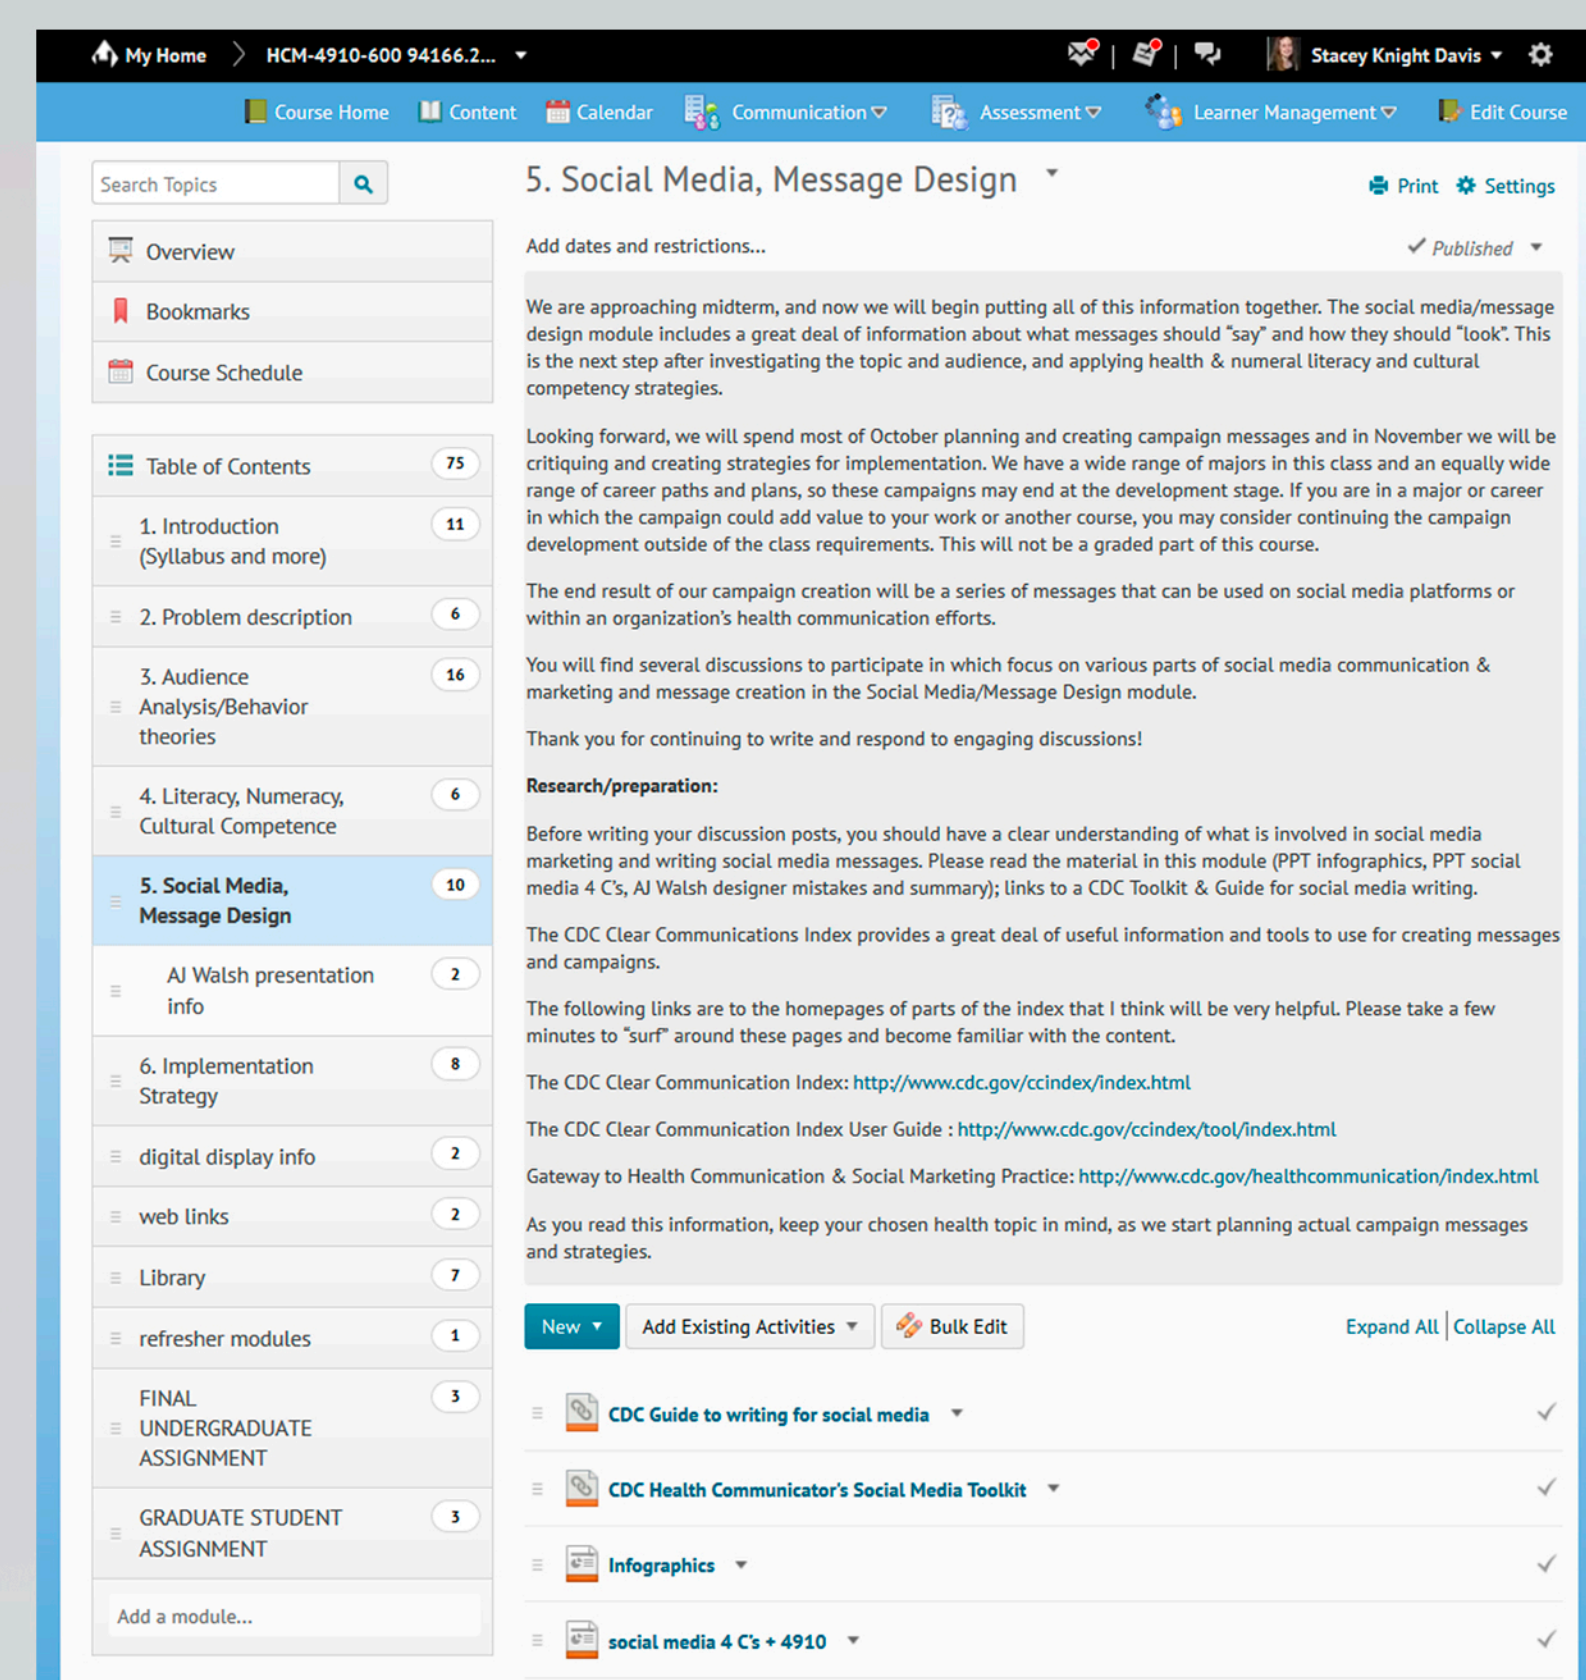 My Home
HCM-4910-600 94166.2...
Stacey Knight Davis
Course Home
Content
Calendar
Communication
Assessment
Learner Management
Edit Course
Search Topics
Overview
Bookmarks
Course Schedule
Table of Contents 75
1. Introduction 11
(Syllabus and more)
2. Problem description 6
3. Audience 16
Analysis/Behavior
theories
4. Literacy, Numeracy, 6
Cultural Competence
5. Social Media, 10
Message Design
AJ Walsh presentation 2
info
6. Implementation 8
Strategy
digital display info 2
web links 2
Library 7
refresher modules 1
FINAL 3
UNDERGRADUATE
ASSIGNMENT
GRADUATE STUDENT 3
ASSIGNMENT
Add a module...
5. Social Media, Message Design
Print
Settings
Add dates and restrictions...
Published
We are approaching midterm, and now we will begin putting all of this information together. The social media/message
design module includes a great deal of information about what messages should “say” and how they should “look”. This
is the next step after investigating the topic and audience, and applying health & numeral literacy and cultural
competency strategies.
Looking forward, we will spend most of October planning and creating campaign messages and in November we will be
critiquing and creating strategies for implementation. We have a wide range of majors in this class and an equally wide
range of career paths and plans, so these campaigns may end at the development stage. If you are in a major or career
in which the campaign could add value to your work or another course, you may consider continuing the campaign
development outside of the class requirements. This will not be a graded part of this course.
The end result of our campaign creation will be a series of messages that can be used on social media platforms or
within an organization’s health communication efforts.
You will find several discussions to participate in which focus on various parts of social media communication &
marketing and message creation in the Social Media/Message Design module.
Thank you for continuing to write and respond to engaging discussions!
Research/preparation:
Before writing your discussion posts, you should have a clear understanding of what is involved in social media
marketing and writing social media messages. Please read the material in this module (PPT infographics, PPT social
media 4 C’s, AJ Walsh designer mistakes and summary); links to a CDC Toolkit & Guide for social media writing.
The CDC Clear Communications Index provides a great deal of useful information and tools to use for creating messages
and campaigns.
The following links are to the homepages of parts of the index that I think will be very helpful. Please take a few
minutes to “surf” around these pages and become familiar with the content.
The CDC Clear Communication Index: http://www.cdc.gov/ccindex/index.html
The CDC Clear Communication Index User Guide : http://www.cdc.gov/ccindex/tool/index.html
Gateway to Health Communication & Social Marketing Practice: http://www.cdc.gov/healthcommunication/index.html
As you read this information, keep your chosen health topic in mind, as we start planning actual campaign messages
and strategies.
New
Add Existing Activities
Bulk Edit
Expand All
Collapse All
CDC Guide to writing for social media
CDC Health Communicator's Social Media Toolkit
Infographics
social media 4 C's + 4910